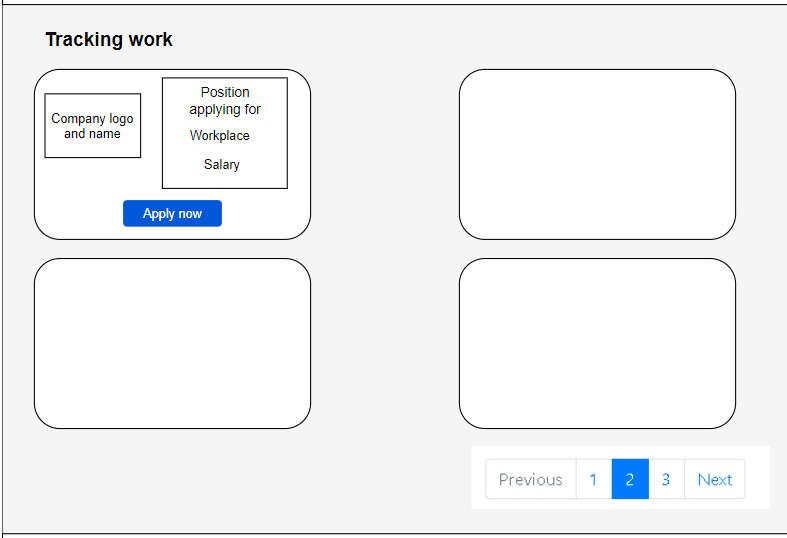 Tracking work
Company logo
and name
Position
applying for
Workplace
Salary
Apply now
Previous 1 2 3 Next